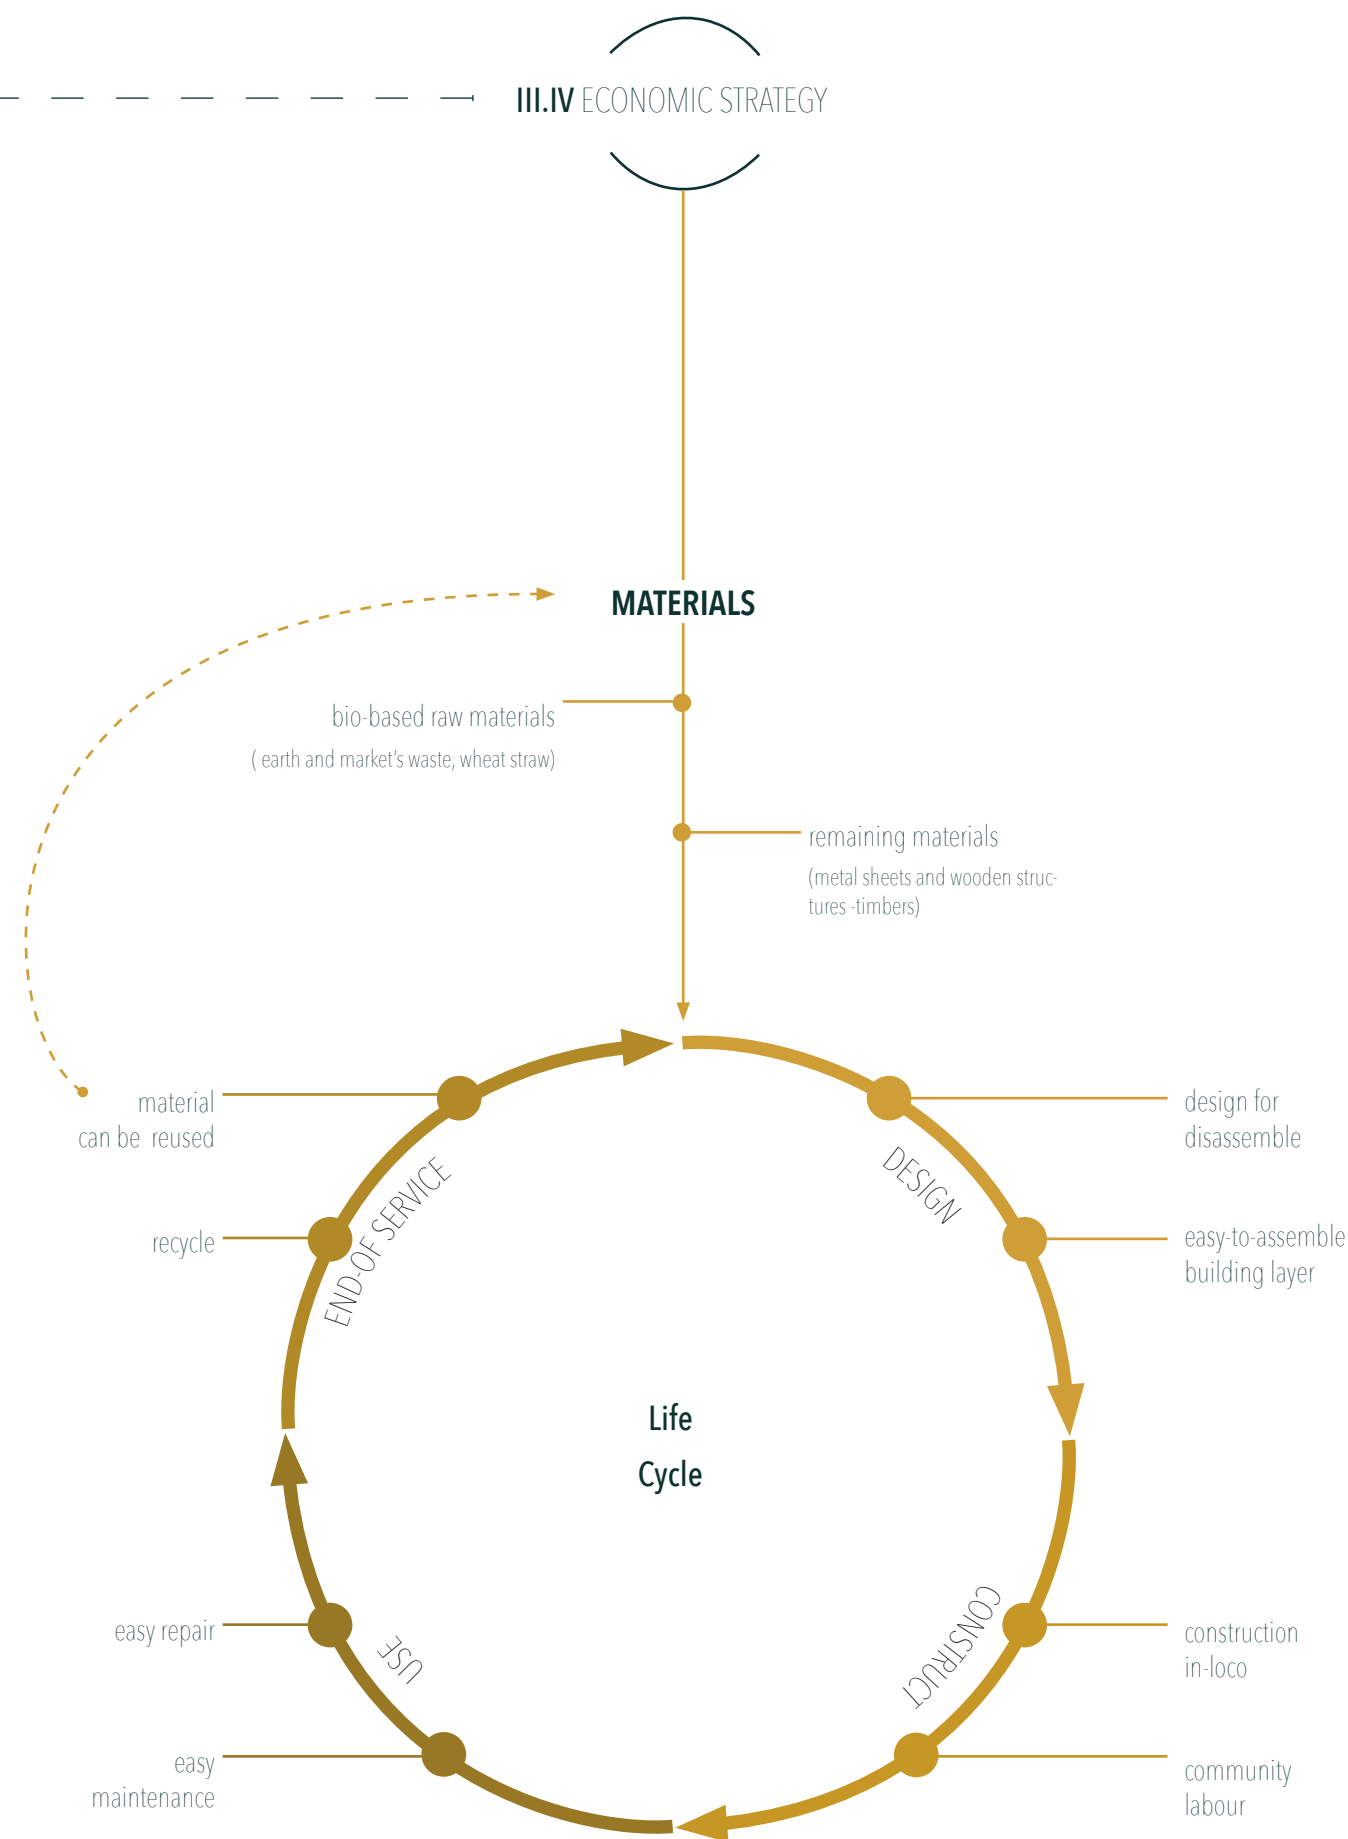 III.IV ECONOMIC STRATEGY
MATERIALS
bio-based raw materials
( earth and market's waste, wheat straw)
remaining materials
(metal sheets and wooden struc-
tures -timbers)
material
can be reused
recycle
END-OF SERVICE
DESIGN
design for
disassemble
easy-to-assemble
building layer
Life
Cycle
easy repair
easy
maintenance
USE
CONSTRUCT
construction
in-loco
community
labour